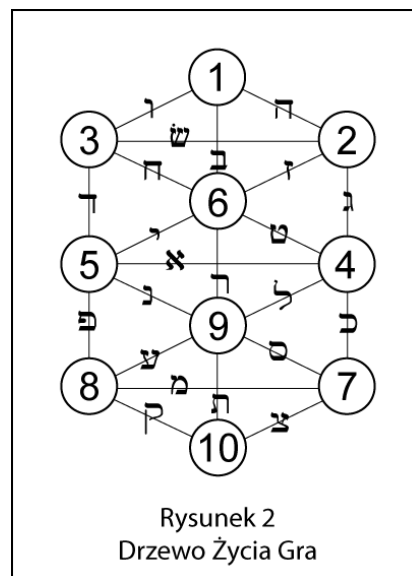 1
ו ה
3 שׁ 2
ב
ח ז
6
ד ג
י ט
5 א 4
ר
נ ל
9
פ כ
ע ס
8 מ 7
ת
ק צ
10
Rysunek 2
Drzewo Życia Gra